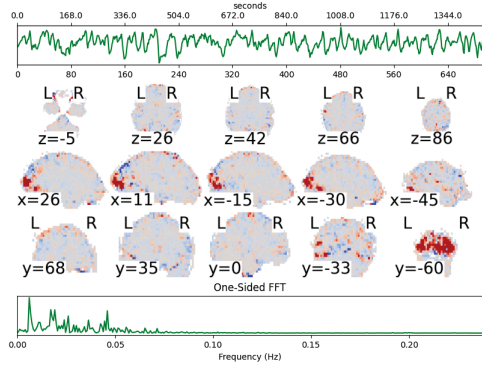 seconds
0.0 168.0 336.0 504.0 672.0 840.0 1008.0 1176.0 1344.0
0 80 160 240 320 400 480 560 640
L R L R L R L R L R
z=-5 z=26 z=42 z=66 z=86
x=26 x=11 x=-15 x=-30 x=-45
L R L R L R L R L R
y=68 y=35 y=0 y=-33 y=-60
One-Sided FFT
0.00 0.05 0.10 0.15 0.20
Frequency (Hz)